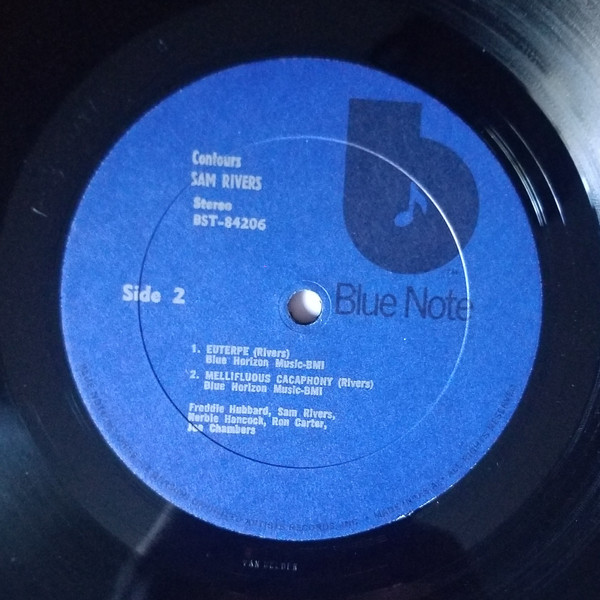 Contours
SAM RIVERS
Stereo
BST-84206
b
TM
Blue Note
Side 2
1. EUTERPE (Rivers)
Blue Horizon Music-BMI
2. MELLIFLUOUS CACAPHONY (Rivers)
Blue Horizon Music-BMI
Freddie Hubbard, Sam Rivers,
Herbie Hancock, Ron Carter,
Joe Chambers
VAN GELDER